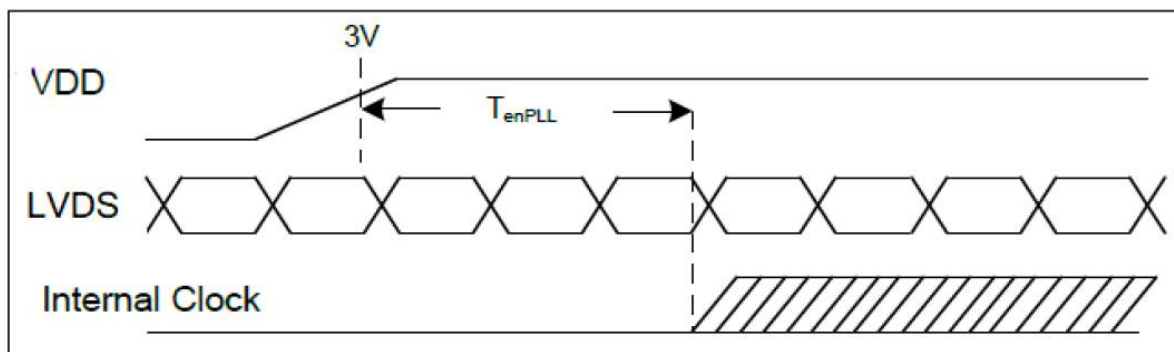 3V
VDD
TenPLL
LVDS
Internal Clock